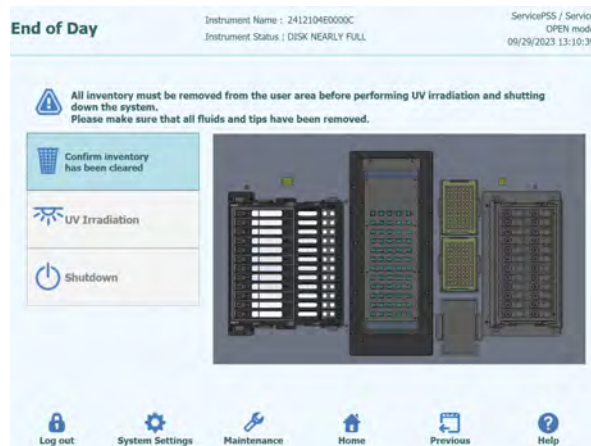 End of Day
Instrument Name : 2412104E0000C
Instrument Status : DISK NEARLY FULL
ServicePSS / Service
OPEN mod
09/29/2023 13:10:39
All inventory must be removed from the user area before performing UV irradiation and shutting
down the system.
Please make sure that all fluids and tips have been removed.
Confirm inventory
has been cleared
UV Irradiation
Shutdown
Log out
System Settings
Maintenance
Home
Previous
Help